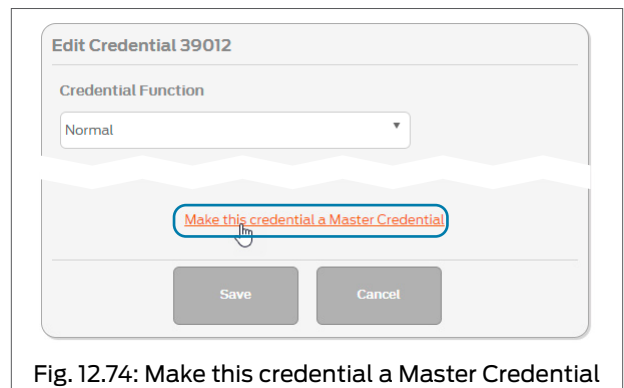 Edit Credential 39012
Credential Function
Normal
Make this credential a Master Credential
Save Cancel
Fig. 12.74: Make this credential a Master Credential